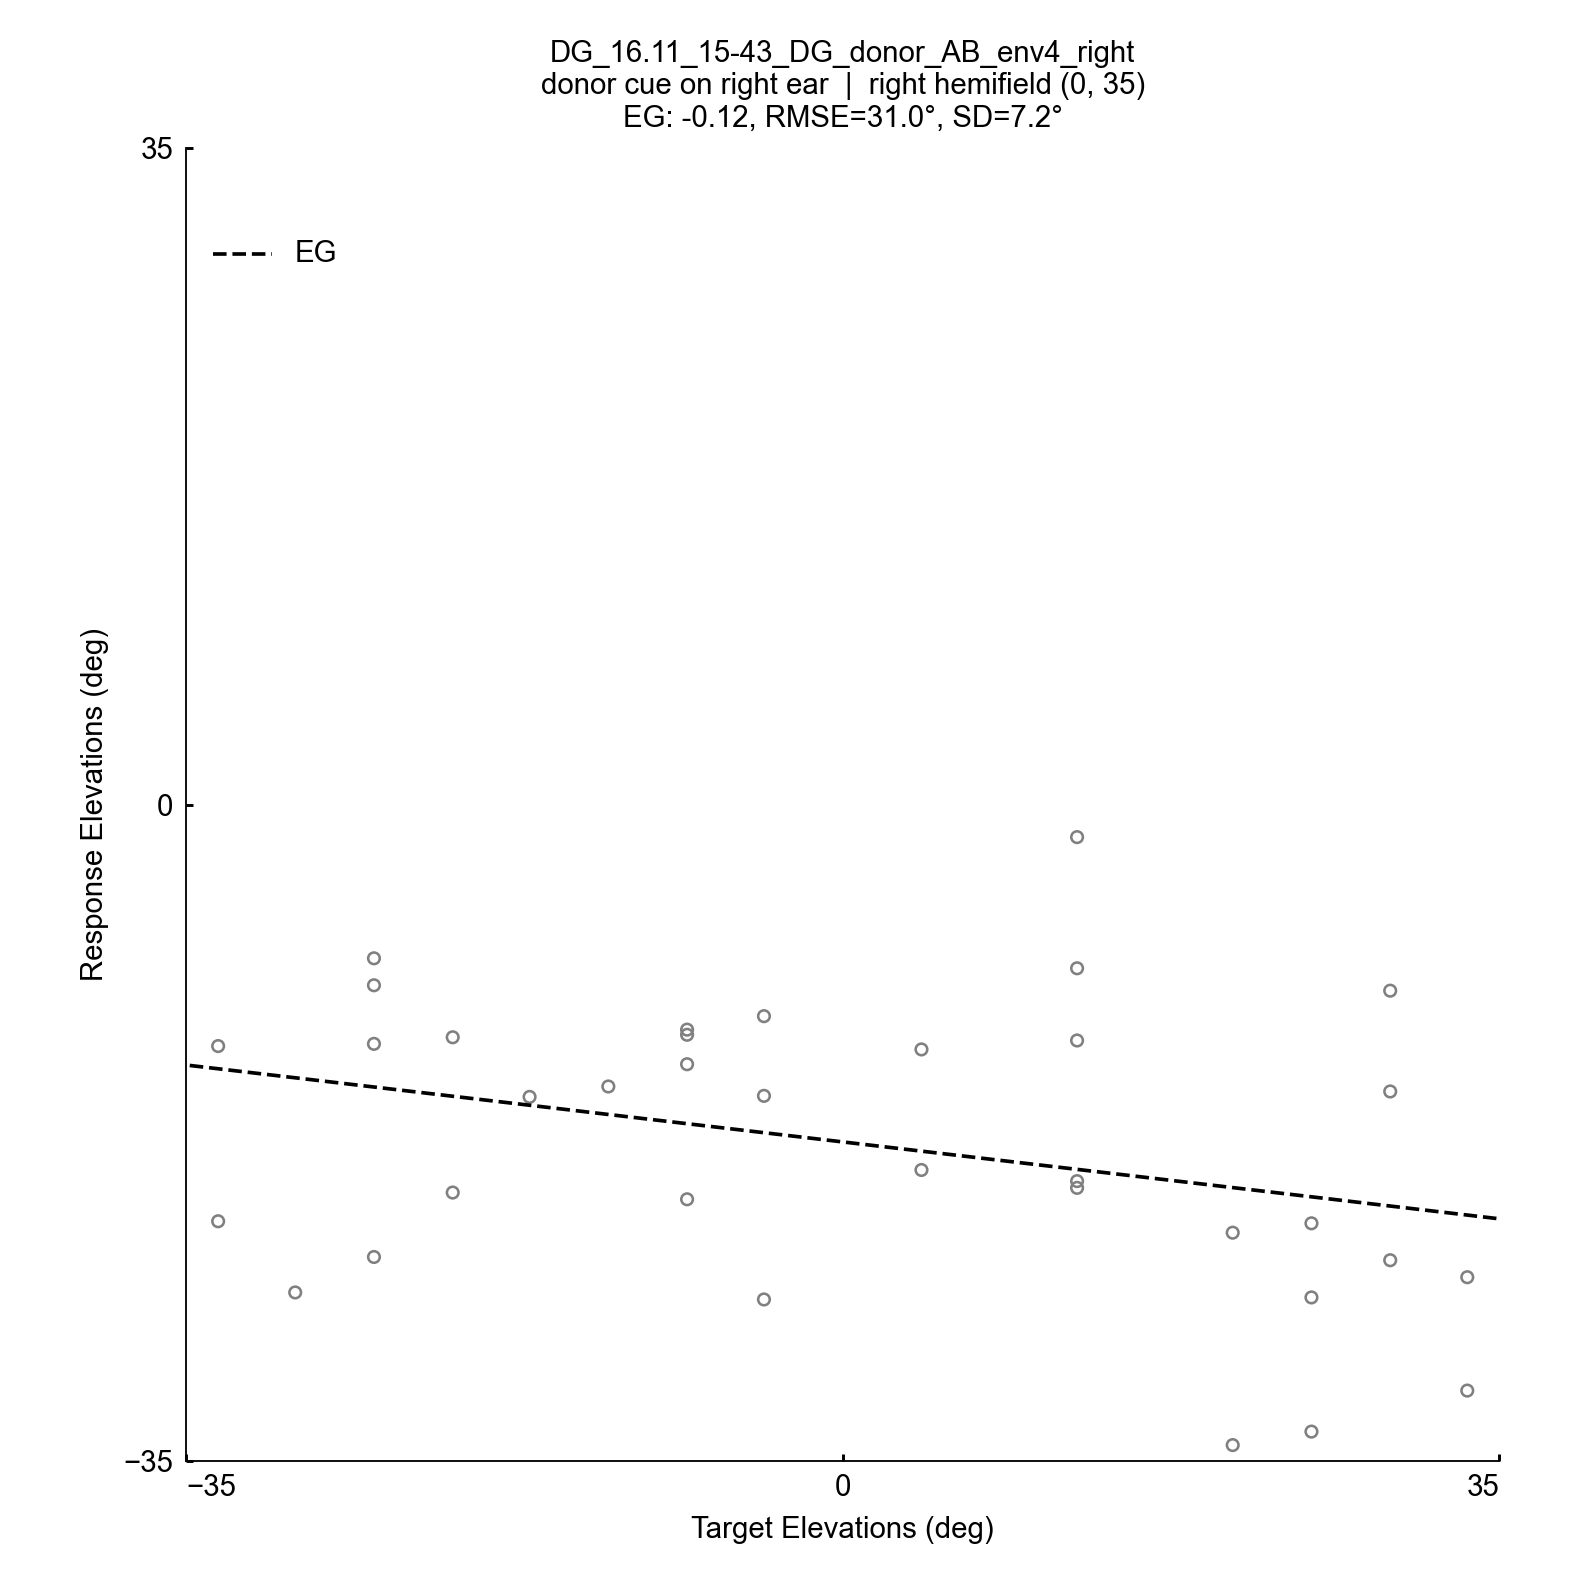 DG_16.11_15-43_DG_donor_AB_env4_right
donor cue on right ear | right hemifield (0, 35)
EG: -0.12, RMSE=31.0°, SD=7.2°
35
EG
Response Elevations (deg)
0
−35
−35 0 35
Target Elevations (deg)